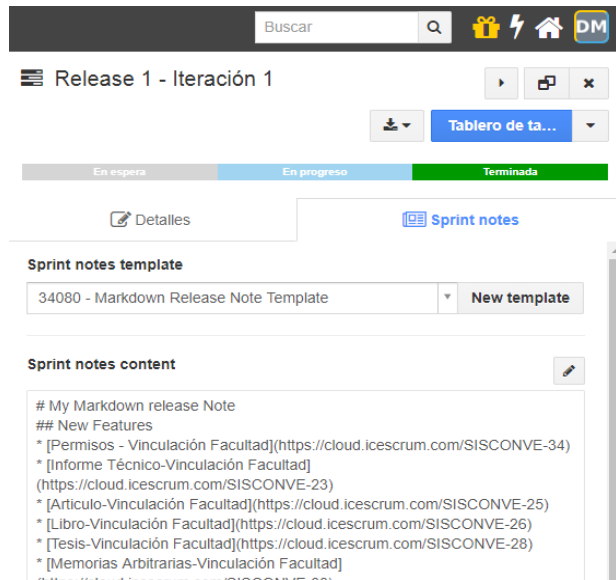 Buscar
DM
Release 1 - Iteración 1
Tablero de ta...
En espera
En progreso
Terminada
Detalles
Sprint notes
Sprint notes template
34080 - Markdown Release Note Template
New template
Sprint notes content
# My Markdown release Note
## New Features
* [Permisos - Vinculación Facultad](https://cloud.icescrum.com/SISCONVE-34)
* [Informe Técnico-Vinculación Facultad]
(https://cloud.icescrum.com/SISCONVE-23)
* [Articulo-Vinculación Facultad](https://cloud.icescrum.com/SISCONVE-25)
* [Libro-Vinculación Facultad](https://cloud.icescrum.com/SISCONVE-26)
* [Tesis-Vinculación Facultad](https://cloud.icescrum.com/SISCONVE-28)
* [Memorias Arbitrarias-Vinculación Facultad]